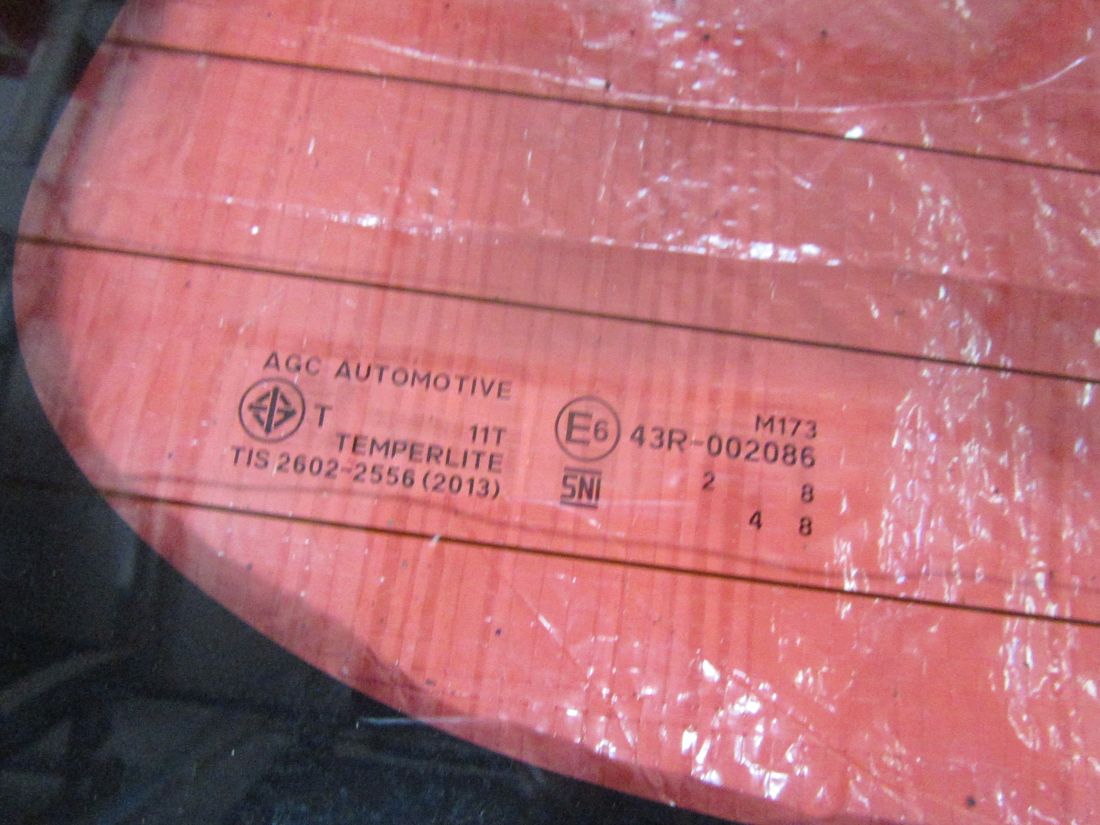 AGC AUTOMOTIVE
T 11T
TEMPERLITE
TIS 2602-2556 (2013)
M173
E6 43R-002086
SNI 2 8
4 8